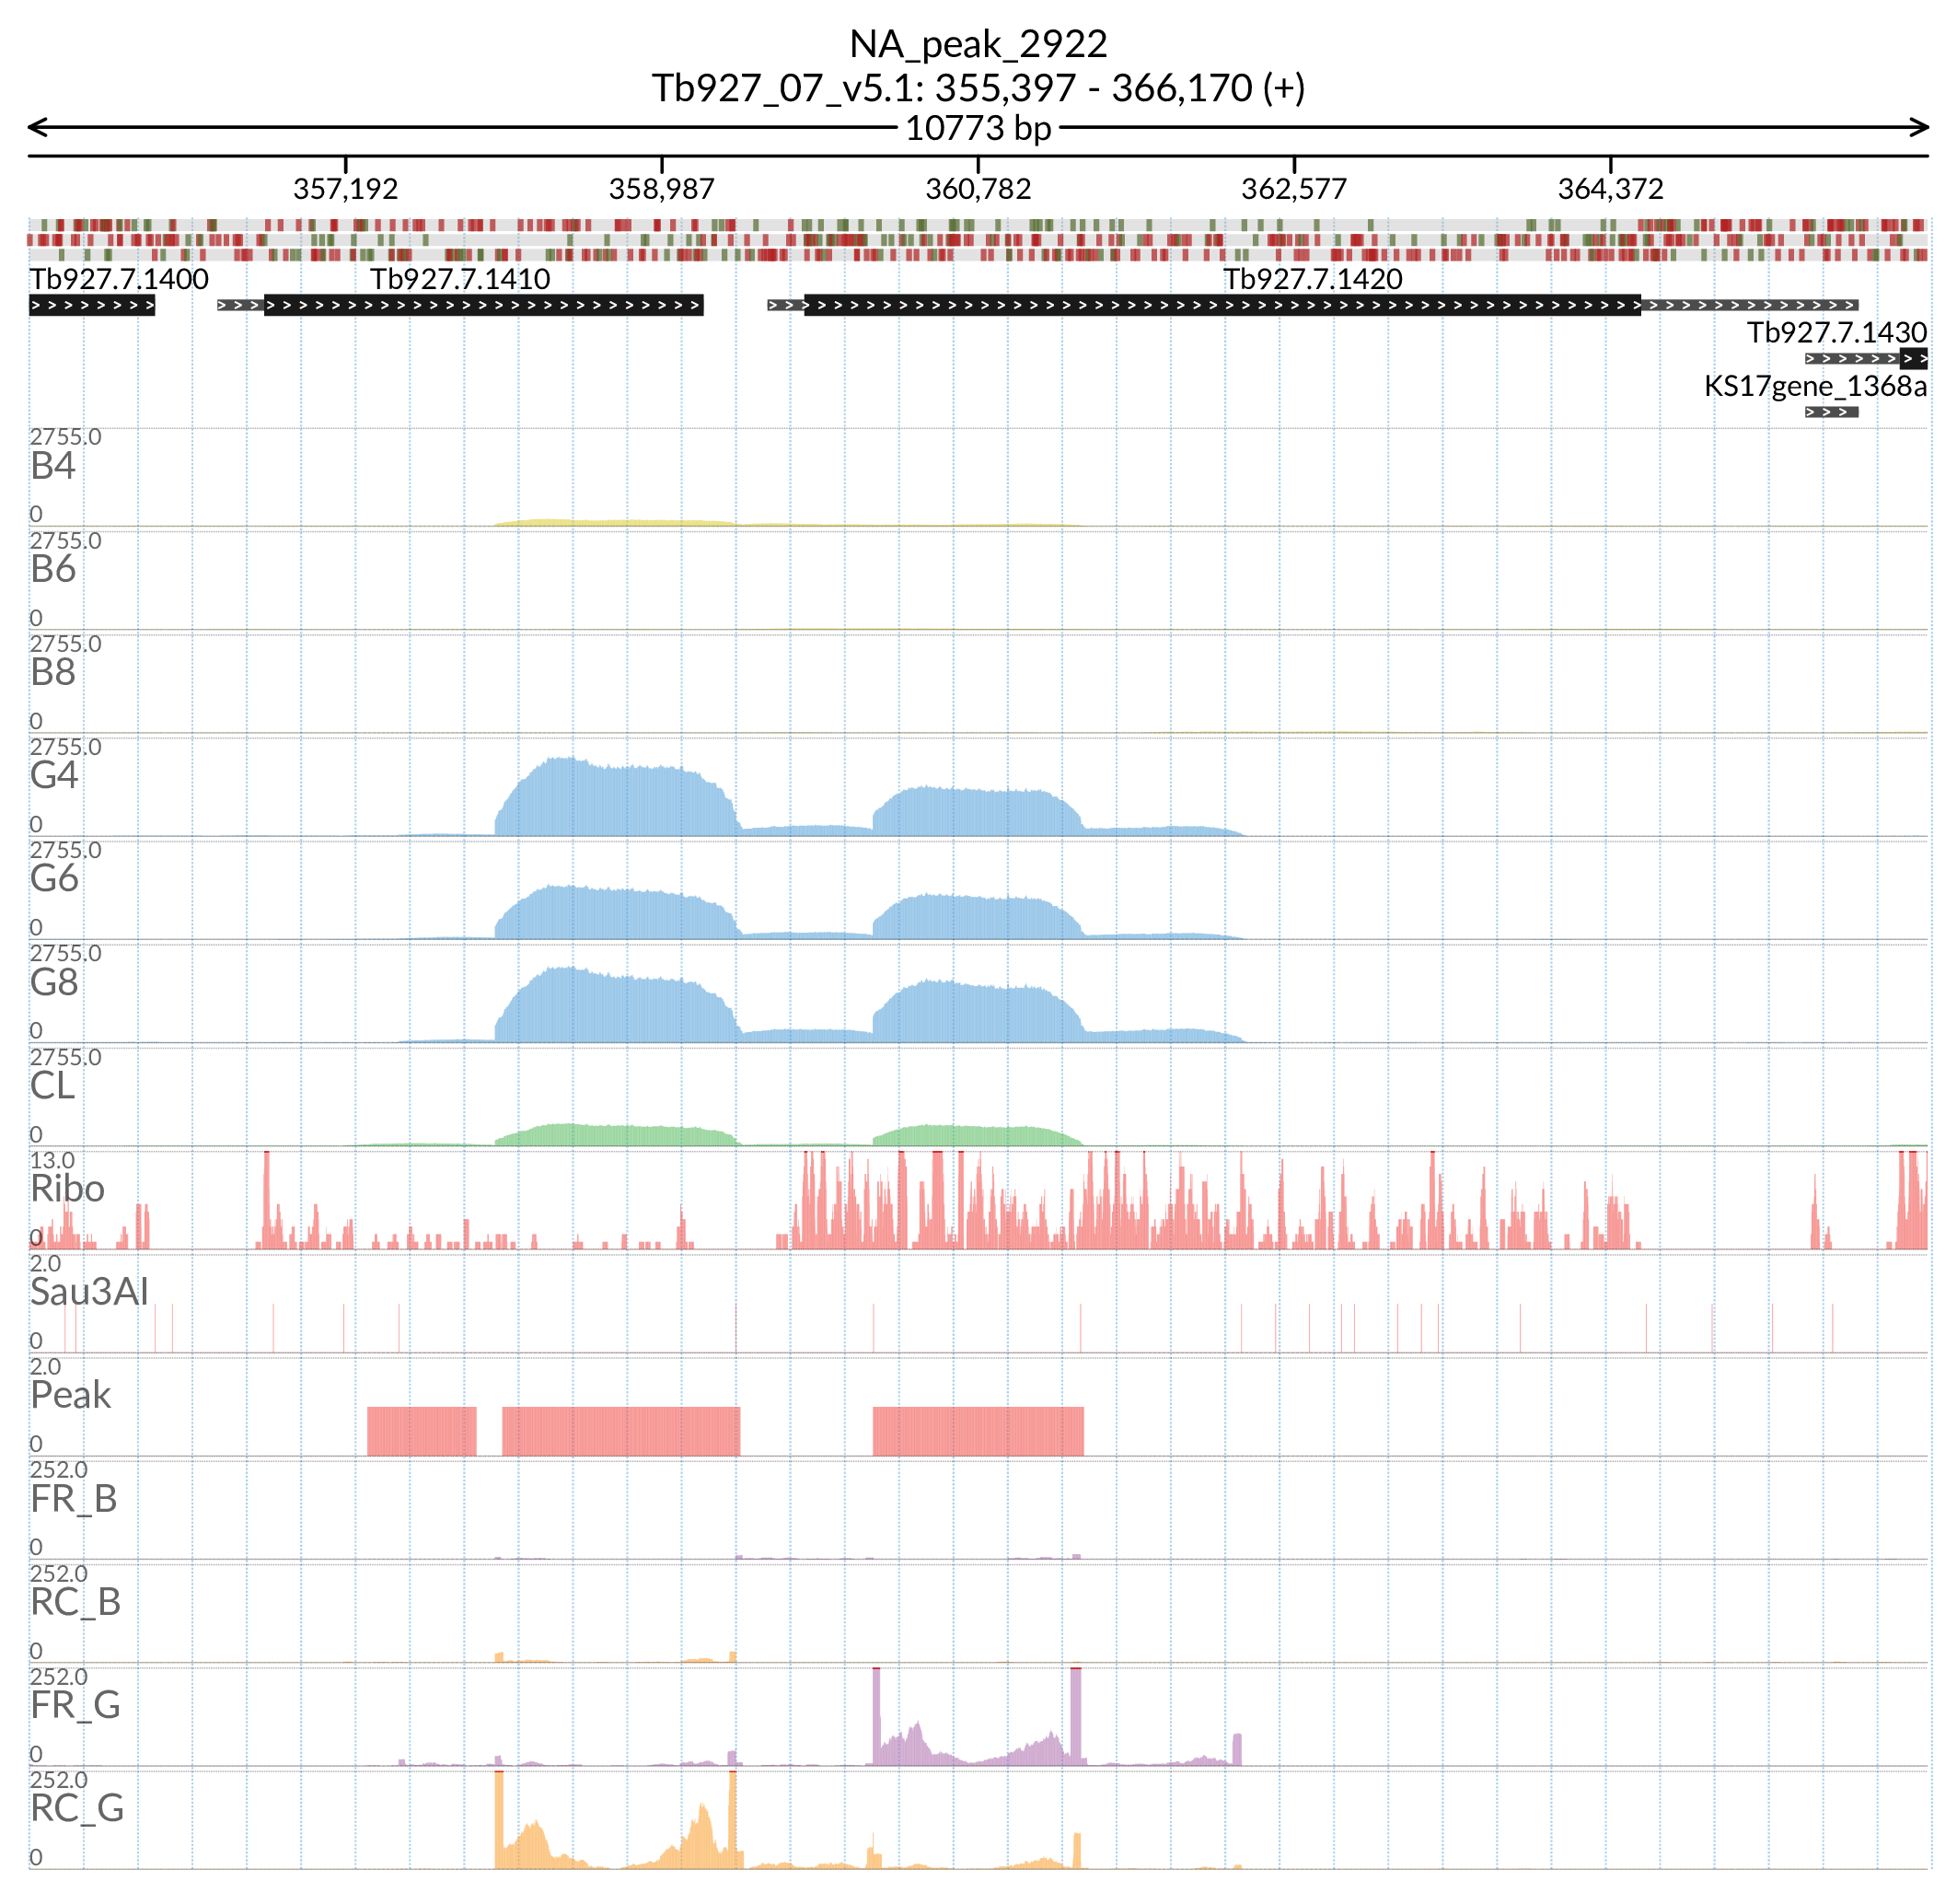 NA_peak_2922
Tb927_07_v5.1: 355,397 - 366,170 (+)
10773 bp
357,192 358,987 360,782 362,577 364,372
Tb927.7.1400 Tb927.7.1410 Tb927.7.1420
Tb927.7.1430
KS17gene_1368a
2755.0
B4
0
2755.0
B6
0
2755.0
B8
0
2755.0
G4
0
2755.0
G6
0
2755.0
G8
0
2755.0
CL
0
13.0
Ribo
0
2.0
Sau3AI
0
2.0
Peak
0
252.0
FR_B
0
252.0
RC_B
0
252.0
FR_G
0
252.0
RC_G
0